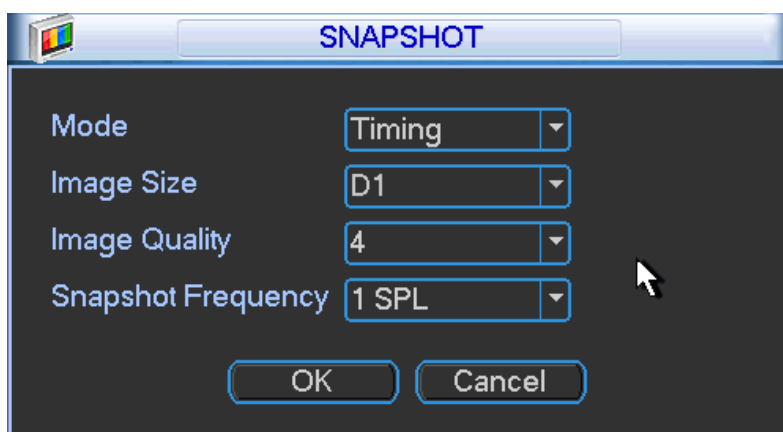 SNAPSHOT
Mode Timing
Image Size D1
Image Quality 4
Snapshot Frequency 1 SPL
OK Cancel